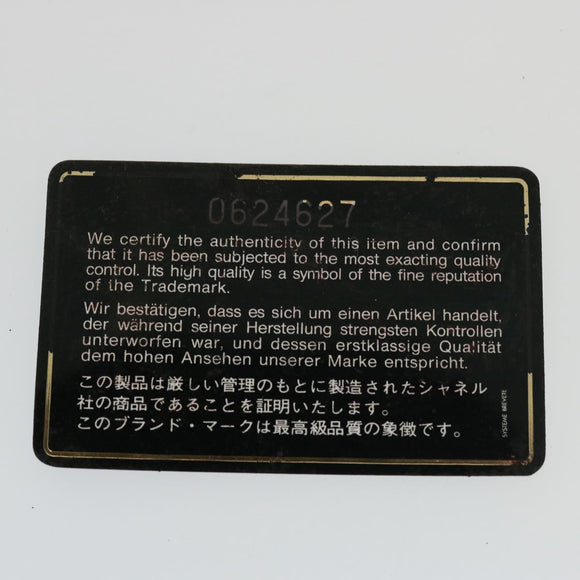 0624627
We certify the authenticity of this item and confirm
that it has been subjected to the most exacting quality
control. Its high quality is a symbol of the fine reputation
of the Trademark.
Wir bestätigen, dass es sich um einen Artikel handelt,
der während seiner Herstellung strengsten Kontrollen
unterworfen war, und dessen erstklassige Qualität
dem hohen Ansehen unserer Marke entspricht.
この製品は厳しい管理のもとに製造されたシャネル
社の商品であることを証明いたします。
このブランド・マークは最高級品質の象徴です。
SYSTEME BREVETE